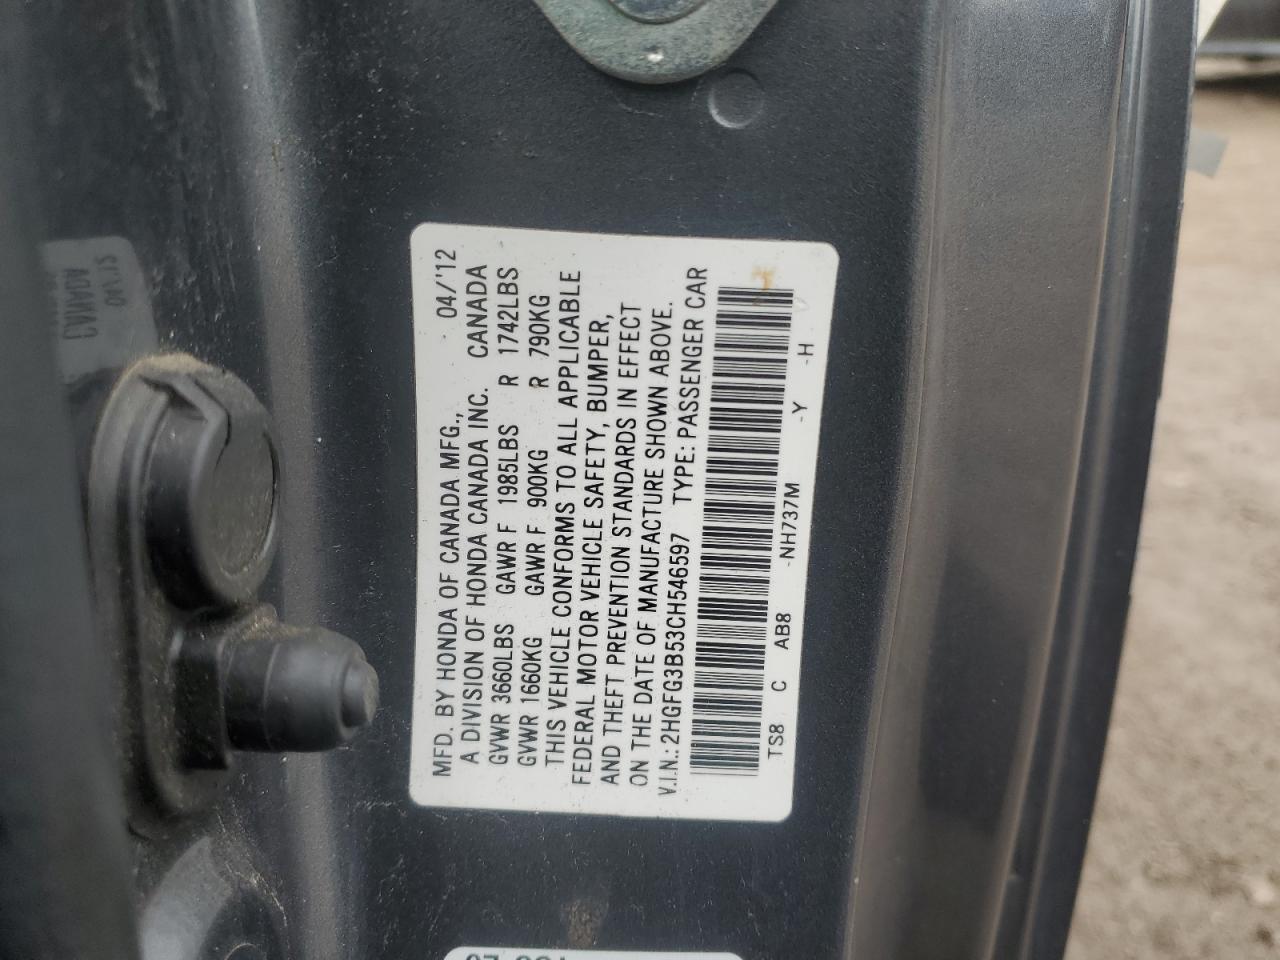 MFD. BY HONDA OF CANADA MFG., 04/'12
A DIVISION OF HONDA CANADA INC. CANADA
GVWR 3660LBS GAWR F 1985LBS R 1742LBS
GVWR 1660KG GAWR F 900KG R 790KG
THIS VEHICLE CONFORMS TO ALL APPLICABLE
FEDERAL MOTOR VEHICLE SAFETY, BUMPER,
AND THEFT PREVENTION STANDARDS IN EFFECT
ON THE DATE OF MANUFACTURE SHOWN ABOVE.
V.I.N.: 2HGFG3B53CH546597 TYPE: PASSENGER CAR
TS8 C AB8 -NH737M -Y -H